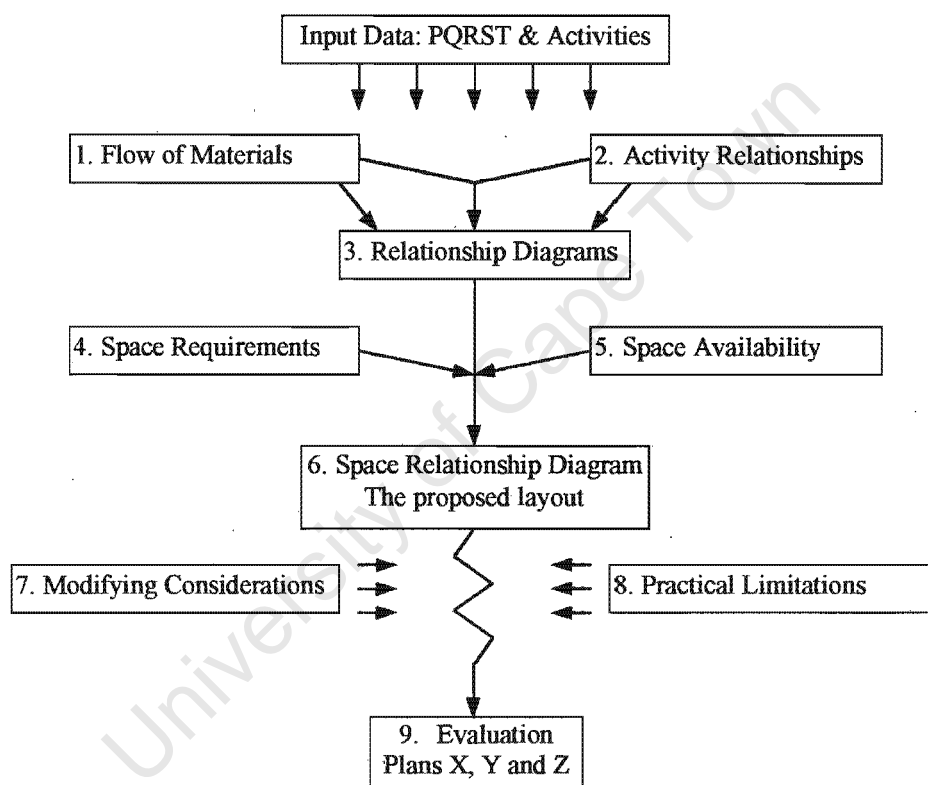 Input Data: PQRST & Activities
1. Flow of Materials
2. Activity Relationships
3. Relationship Diagrams
4. Space Requirements
5. Space Availability
6. Space Relationship Diagram
The proposed layout
7. Modifying Considerations
8. Practical Limitations
9. Evaluation
Plans X, Y and Z
University of Cape Town